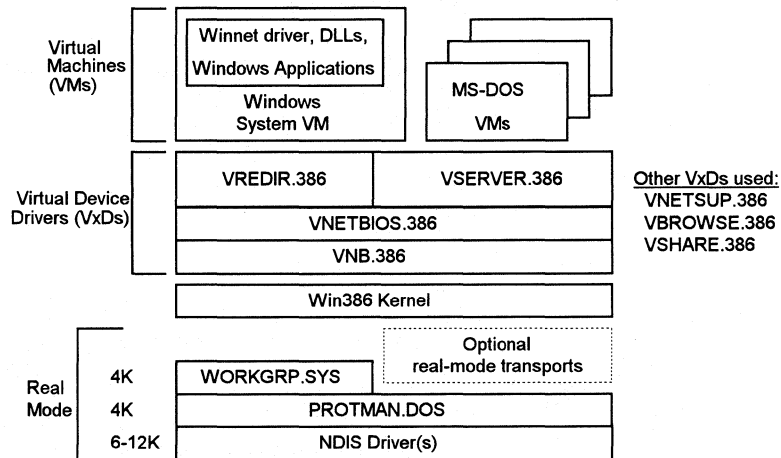 Virtual
Machines
(VMs)
Winnet driver, DLLs,
Windows Applications
Windows
System VM
MS-DOS
VMs
Virtual Device
Drivers (VxDs)
VREDIR.386
VSERVER.386
VNETBIOS.386
VNB.386
Other VxDs used:
VNETSUP.386
VBROWSE.386
VSHARE.386
Win386 Kernel
Optional
real-mode transports
Real
Mode
4K
WORKGRP.SYS
4K
PROTMAN.DOS
6-12K
NDIS Driver(s)